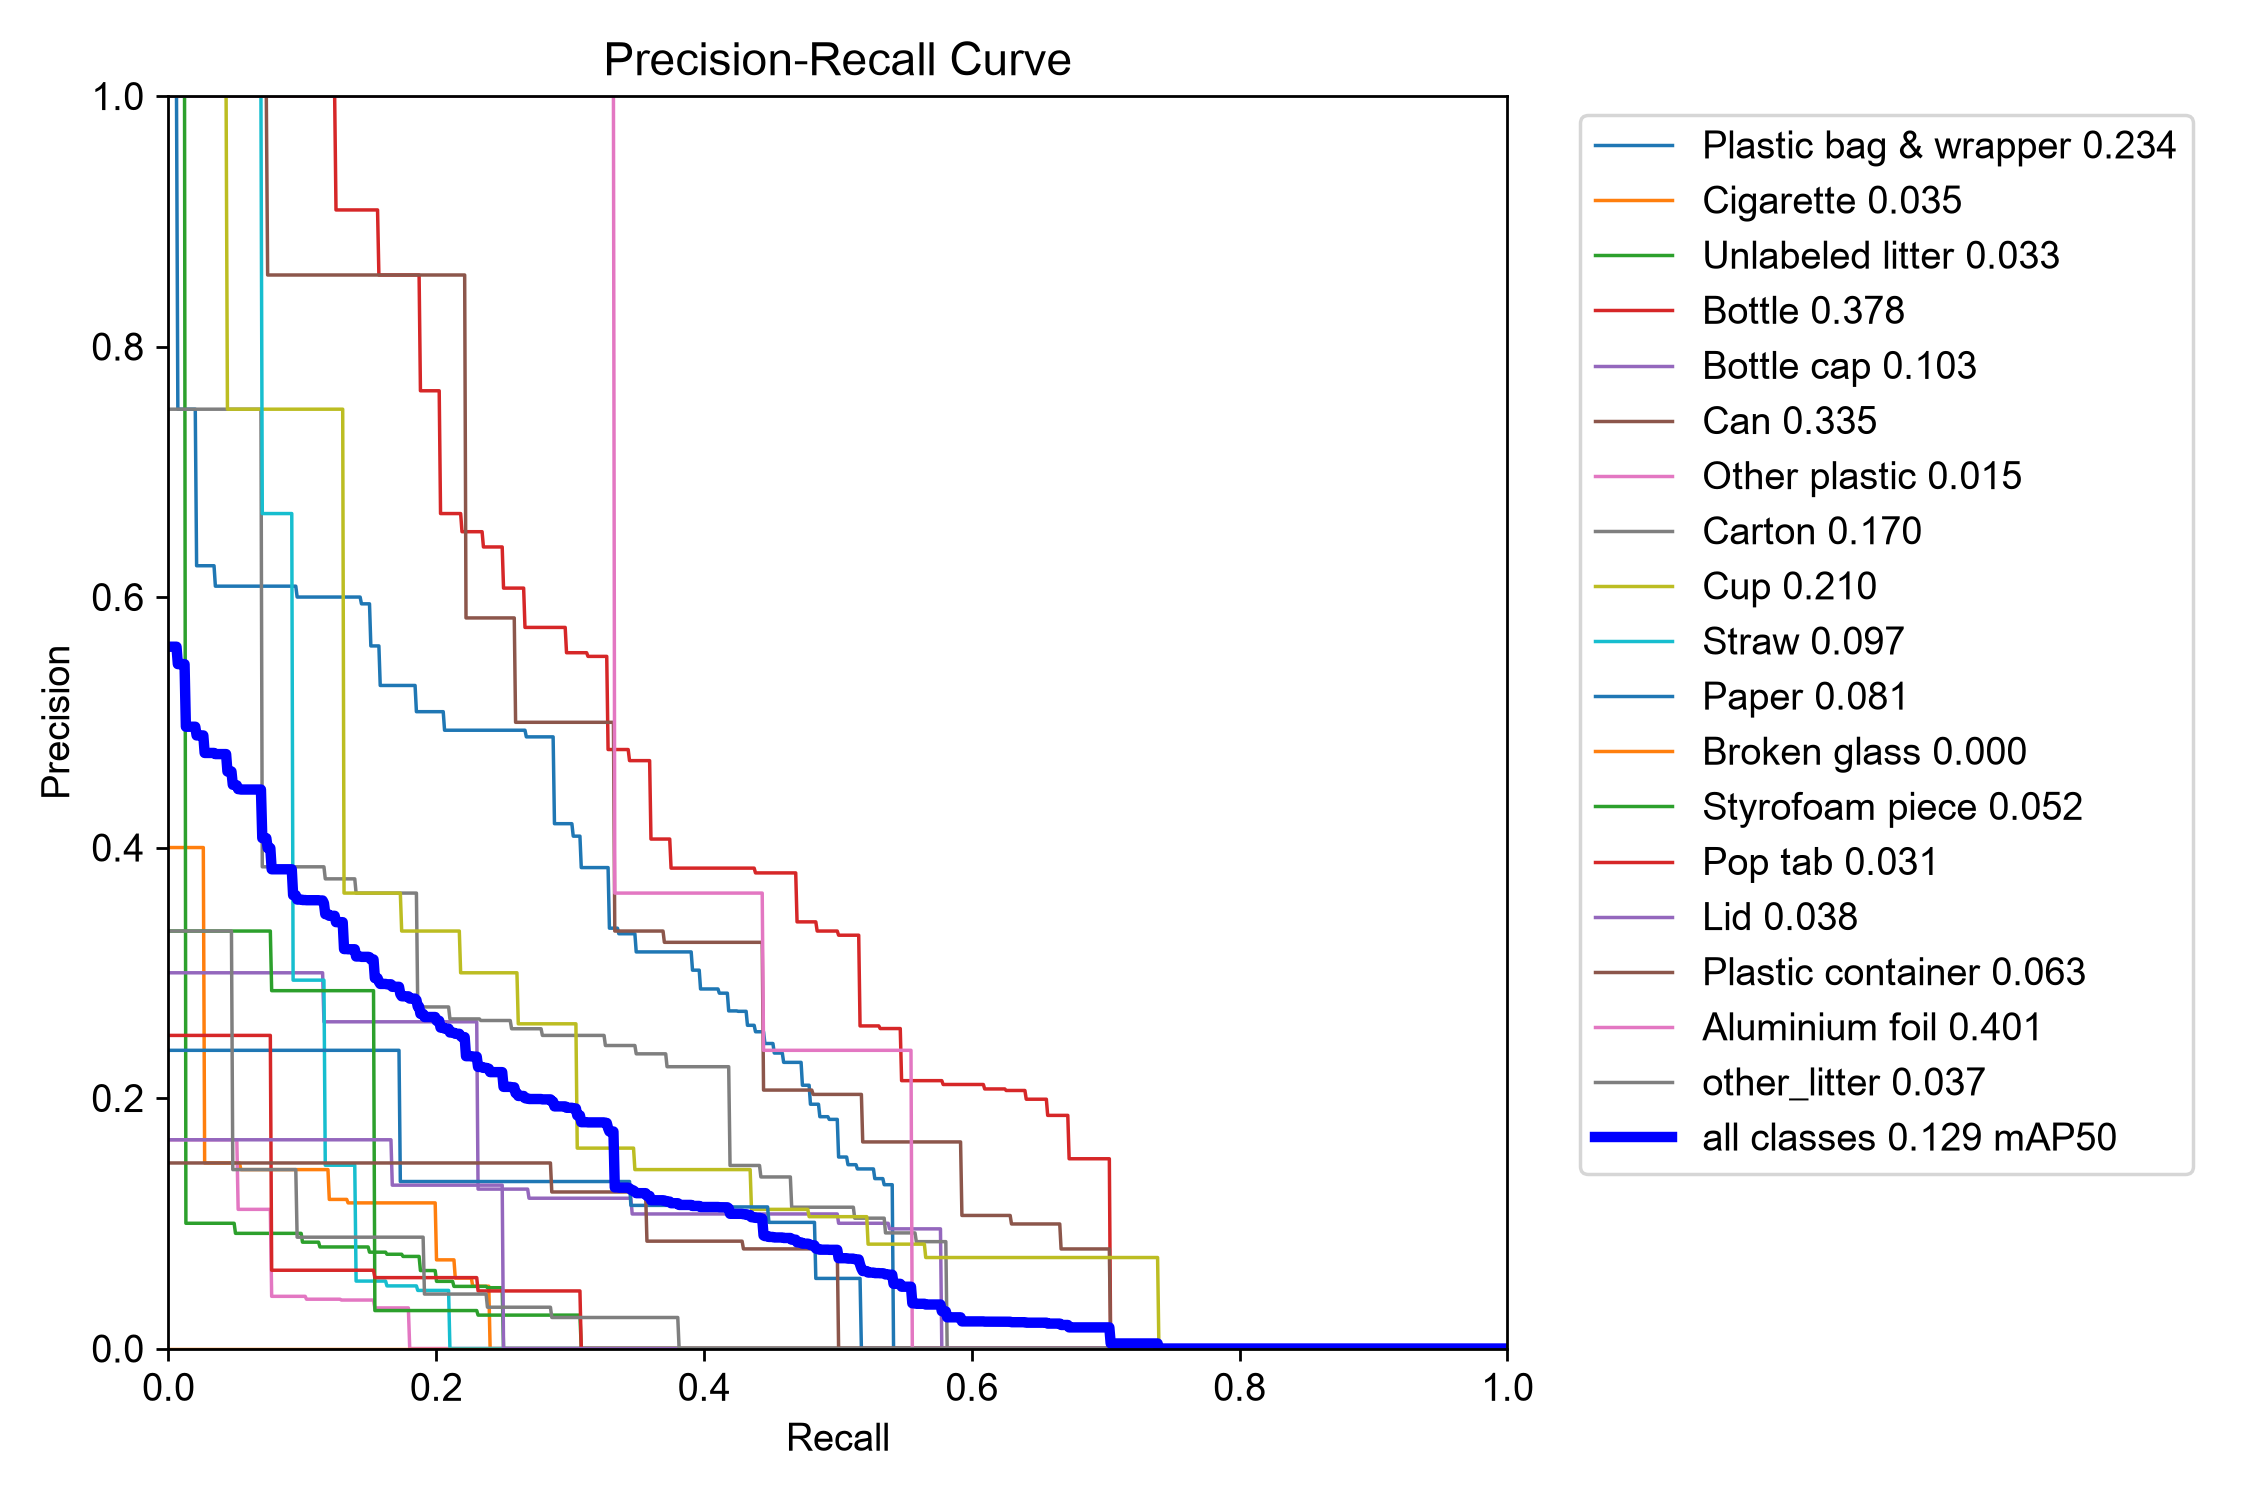 Precision-Recall Curve
1.0
0.8
0.6
0.4
0.2
0.0
Precision
0.0 0.2 0.4 0.6 0.8 1.0
Recall
Plastic bag & wrapper 0.234
Cigarette 0.035
Unlabeled litter 0.033
Bottle 0.378
Bottle cap 0.103
Can 0.335
Other plastic 0.015
Carton 0.170
Cup 0.210
Straw 0.097
Paper 0.081
Broken glass 0.000
Styrofoam piece 0.052
Pop tab 0.031
Lid 0.038
Plastic container 0.063
Aluminium foil 0.401
other_litter 0.037
all classes 0.129 mAP50